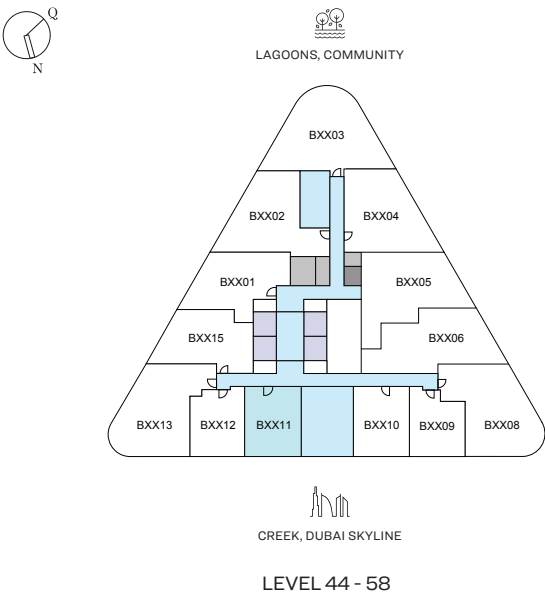 Q
N
LAGOONS, COMMUNITY
BXX03
BXX02
BXX04
BXX01
BXX05
BXX15
BXX06
BXX13
BXX12
BXX11
BXX10
BXX09
BXX08
CREEK, DUBAI SKYLINE
LEVEL 44 - 58